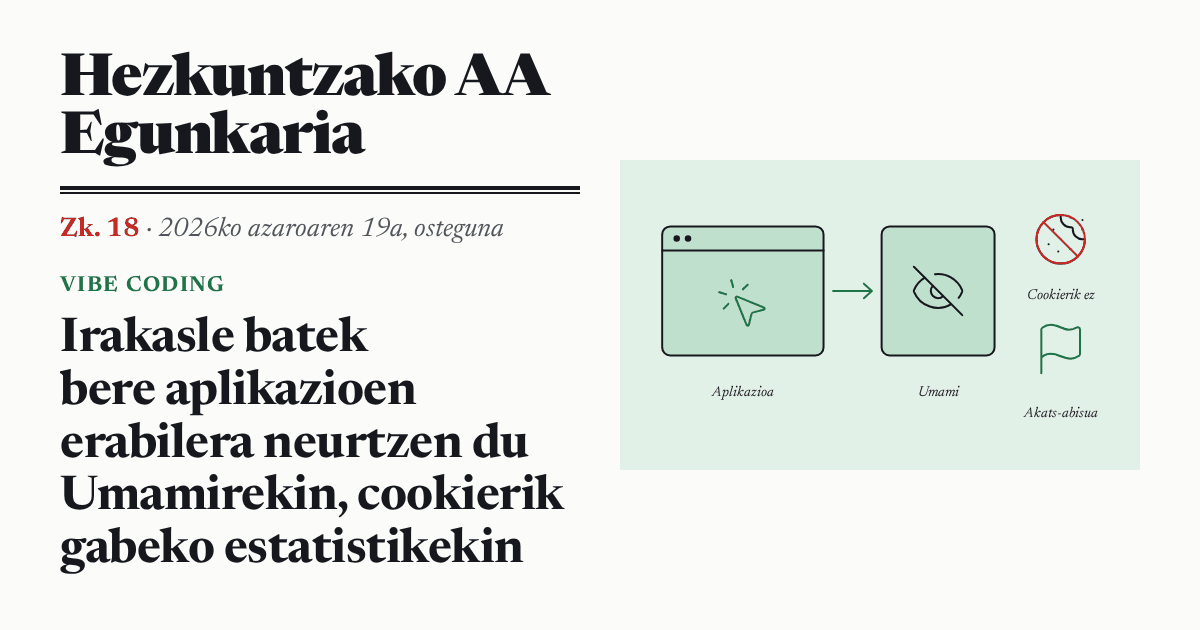 Hezkuntzako AA
Egunkaria
Zk. 18 · 2026ko azaroaren 19a, osteguna
VIBE CODING
Irakasle batek
bere aplikazioen
erabilera neurtzen du
Umamirekin, cookierik
gabeko estatistikekin
Aplikazioa
Umami
Cookierik ez
Akats-abisua